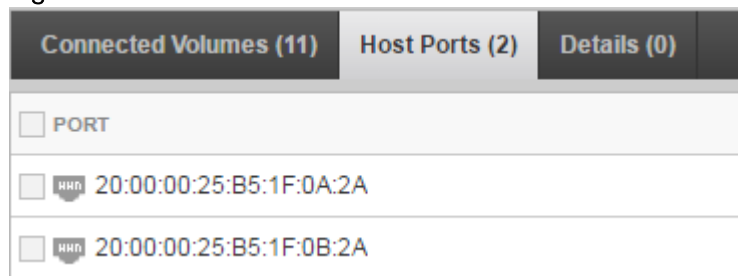 Connected Volumes (11) Host Ports (2) Details (0)
PORT
WWN 20:00:00:25:B5:1F:0A:2A
WWN 20:00:00:25:B5:1F:0B:2A